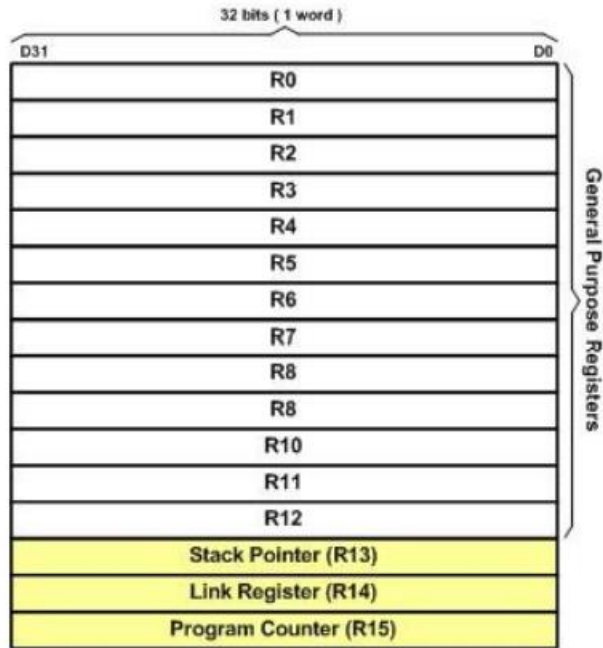 32 bits ( 1 word )
D31 D0
R0
R1
R2
R3
R4
R5
R6
R7
R8
R8
R10
R11
R12
General Purpose Registers
Stack Pointer (R13)
Link Register (R14)
Program Counter (R15)